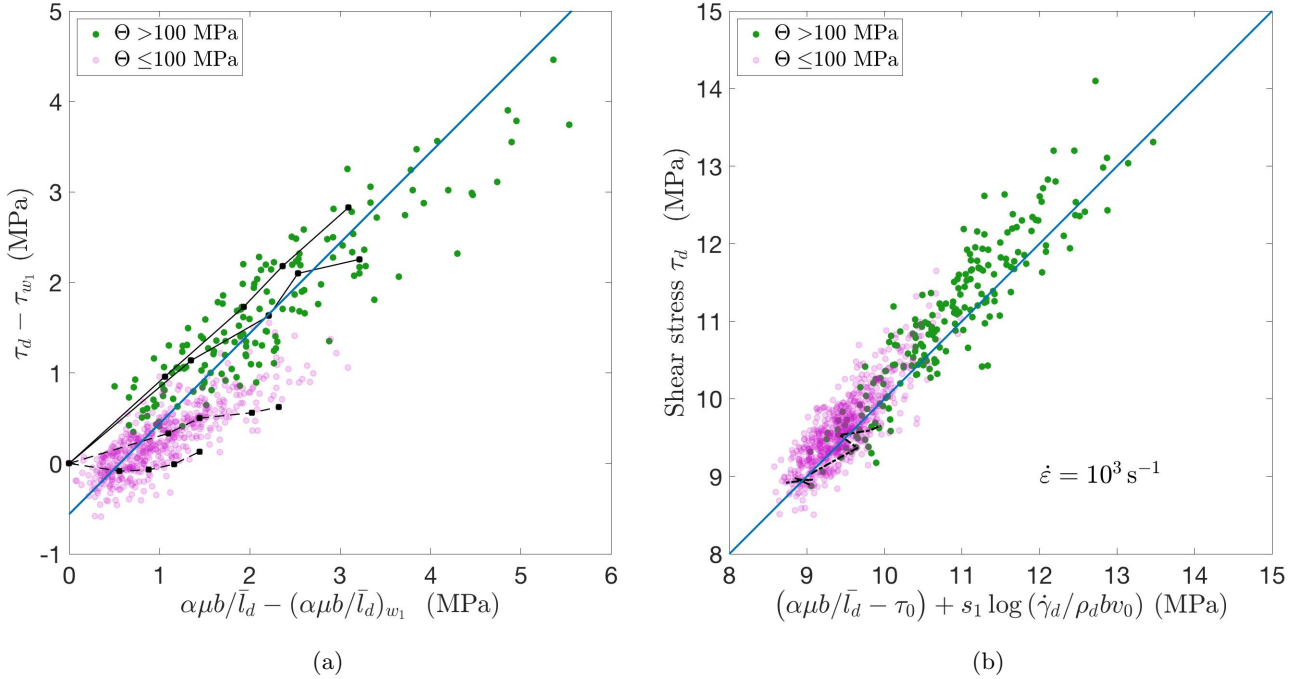 Θ >100 MPa
Θ ≤100 MPa
τ_d − τ_{w_1} (MPa)
5
4
3
2
1
0
-1
0 1 2 3 4 5 6
αμb/l̄_d − (αμb/l̄_d)_{w_1} (MPa)
(a)
Θ >100 MPa
Θ ≤100 MPa
Shear stress τ_d (MPa)
15
14
13
12
11
10
9
8
ε̇ = 10³ s⁻¹
8 9 10 11 12 13 14 15
(αμb/l̄_d − τ_0) + s_1 log (γ̇_d/ρ_d b v_0) (MPa)
(b)